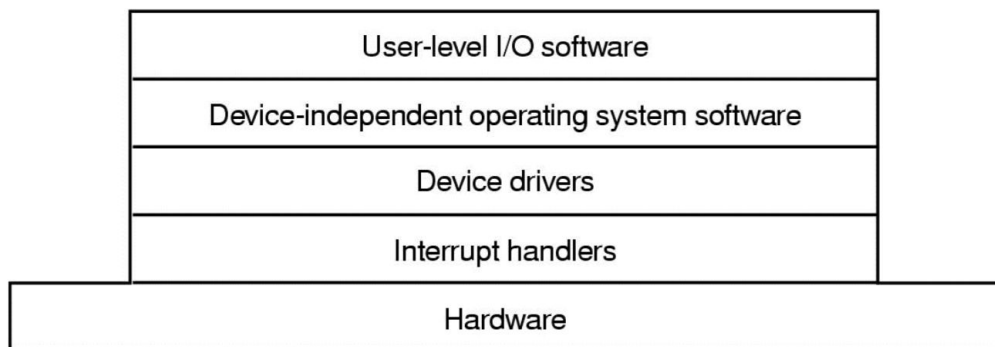 User-level I/O software
Device-independent operating system software
Device drivers
Interrupt handlers
Hardware